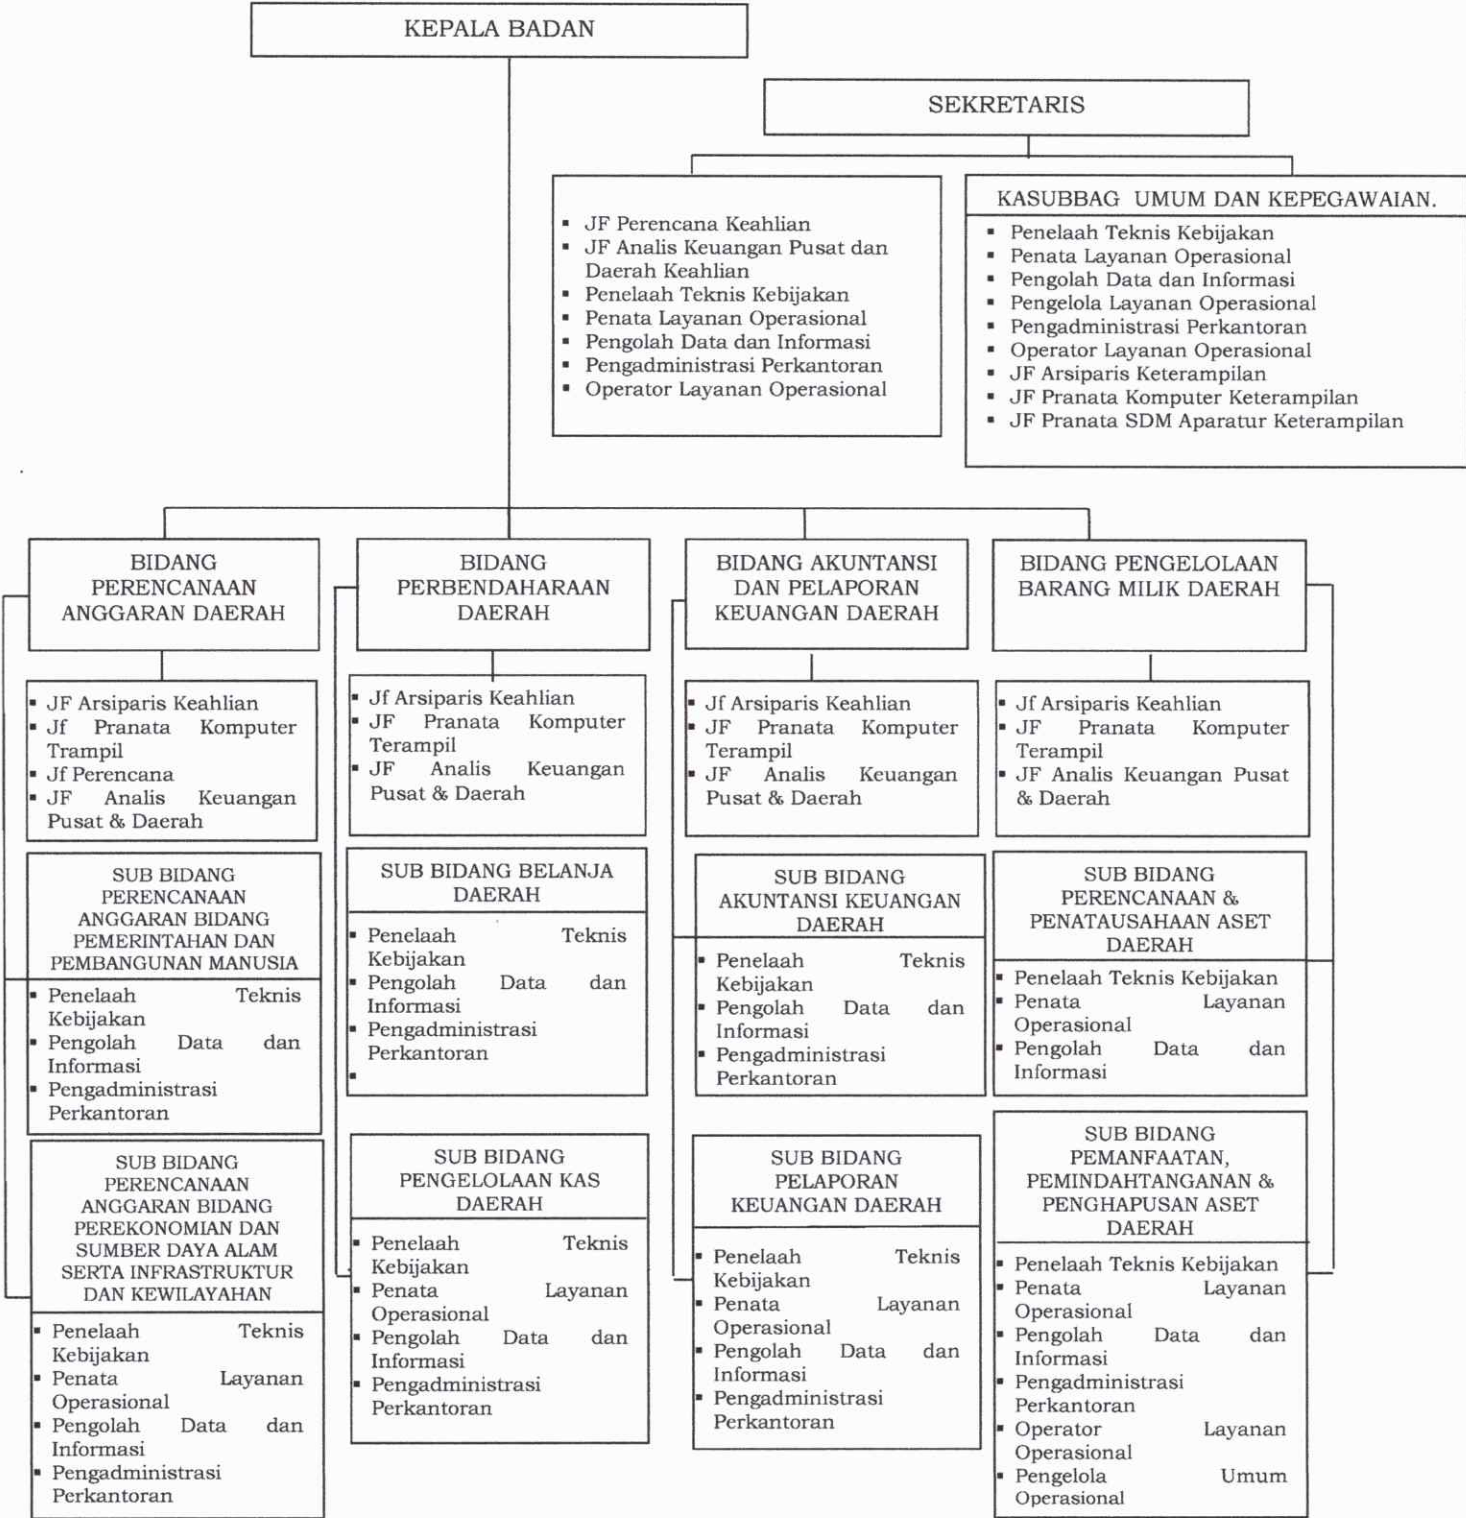 KEPALA BADAN
SEKRETARIS
▪ JF Perencana Keahlian
▪ JF Analis Keuangan Pusat dan
Daerah Keahlian
▪ Penelaah Teknis Kebijakan
▪ Penata Layanan Operasional
▪ Pengolah Data dan Informasi
▪ Pengadministrasi Perkantoran
▪ Operator Layanan Operasional
KASUBBAG UMUM DAN KEPEGAWAIAN.
▪ Penelaah Teknis Kebijakan
▪ Penata Layanan Operasional
▪ Pengolah Data dan Informasi
▪ Pengelola Layanan Operasional
▪ Pengadministrasi Perkantoran
▪ Operator Layanan Operasional
▪ JF Arsiparis Keterampilan
▪ JF Pranata Komputer Keterampilan
▪ JF Pranata SDM Aparatur Keterampilan
BIDANG
PERENCANAAN
ANGGARAN DAERAH
▪ JF Arsiparis Keahlian
▪ Jf Pranata Komputer
Trampil
▪ Jf Perencana
▪ JF Analis Keuangan
Pusat & Daerah
SUB BIDANG
PERENCANAAN
ANGGARAN BIDANG
PEMERINTAHAN DAN
PEMBANGUNAN MANUSIA
▪ Penelaah Teknis
Kebijakan
▪ Pengolah Data dan
Informasi
▪ Pengadministrasi
Perkantoran
SUB BIDANG
PERENCANAAN
ANGGARAN BIDANG
PEREKONOMIAN DAN
SUMBER DAYA ALAM
SERTA INFRASTRUKTUR
DAN KEWILAYAHAN
▪ Penelaah Teknis
Kebijakan
▪ Penata Layanan
Operasional
▪ Pengolah Data dan
Informasi
▪ Pengadministrasi
Perkantoran
BIDANG
PERBENDAHARAAN
DAERAH
▪ Jf Arsiparis Keahlian
▪ JF Pranata Komputer
Terampil
▪ JF Analis Keuangan
Pusat & Daerah
SUB BIDANG BELANJA
DAERAH
▪ Penelaah Teknis
Kebijakan
▪ Pengolah Data dan
Informasi
▪ Pengadministrasi
Perkantoran
▪
SUB BIDANG
PENGELOLAAN KAS
DAERAH
▪ Penelaah Teknis
Kebijakan
▪ Penata Layanan
Operasional
▪ Pengolah Data dan
Informasi
▪ Pengadministrasi
Perkantoran
BIDANG AKUNTANSI
DAN PELAPORAN
KEUANGAN DAERAH
▪ Jf Arsiparis Keahlian
▪ JF Pranata Komputer
Terampil
▪ JF Analis Keuangan
Pusat & Daerah
SUB BIDANG
AKUNTANSI KEUANGAN
DAERAH
▪ Penelaah Teknis
Kebijakan
▪ Pengolah Data dan
Informasi
▪ Pengadministrasi
Perkantoran
SUB BIDANG
PELAPORAN
KEUANGAN DAERAH
▪ Penelaah Teknis
Kebijakan
▪ Penata Layanan
Operasional
▪ Pengolah Data dan
Informasi
▪ Pengadministrasi
Perkantoran
BIDANG PENGELOLAAN
BARANG MILIK DAERAH
▪ Jf Arsiparis Keahlian
▪ JF Pranata Komputer
Terampil
▪ JF Analis Keuangan Pusat
& Daerah
SUB BIDANG
PERENCANAAN &
PENATAUSAHAAN ASET
DAERAH
▪ Penelaah Teknis Kebijakan
▪ Penata Layanan
Operasional
▪ Pengolah Data dan
Informasi
SUB BIDANG
PEMANFAATAN,
PEMINDAHTANGANAN &
PENGHAPUSAN ASET
DAERAH
▪ Penelaah Teknis Kebijakan
▪ Penata Layanan
Operasional
▪ Pengolah Data dan
Informasi
▪ Pengadministrasi
Perkantoran
▪ Operator Layanan
Operasional
▪ Pengelola Umum
Operasional